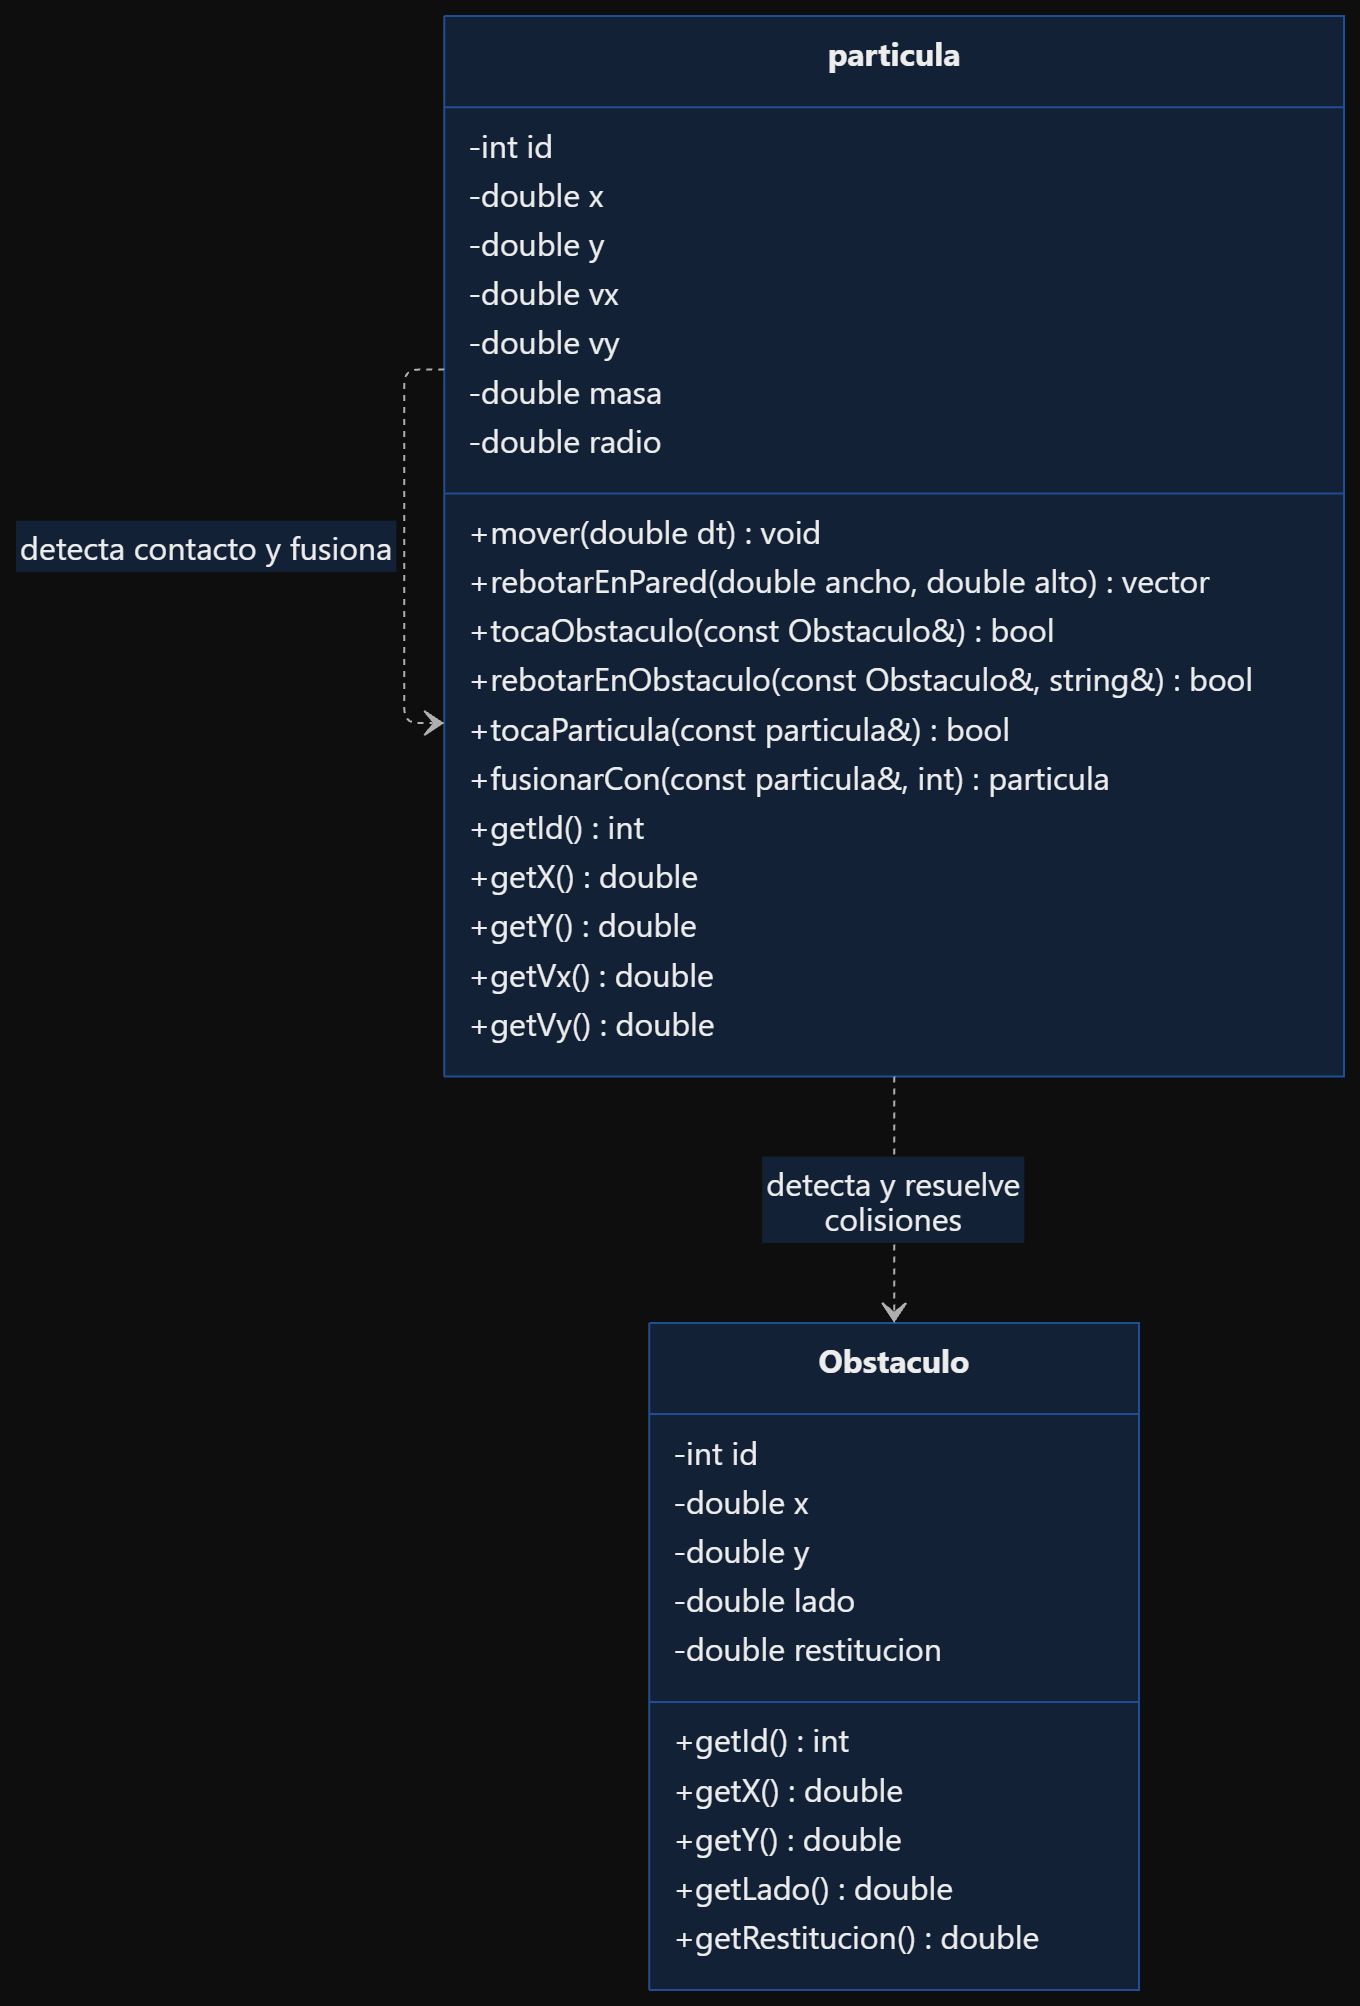 particula
-int id
-double x
-double y
-double vx
-double vy
-double masa
-double radio
detecta contacto y fusiona
+mover(double dt) : void
+rebotarEnPared(double ancho, double alto) : vector
+tocaObstaculo(const Obstaculo&) : bool
+rebotarEnObstaculo(const Obstaculo&, string&) : bool
+tocaParticula(const particula&) : bool
+fusionarCon(const particula&, int) : particula
+getId() : int
+getX() : double
+getY() : double
+getVx() : double
+getVy() : double
detecta y resuelve
colisiones
Obstaculo
-int id
-double x
-double y
-double lado
-double restitucion
+getId() : int
+getX() : double
+getY() : double
+getLado() : double
+getRestitucion() : double